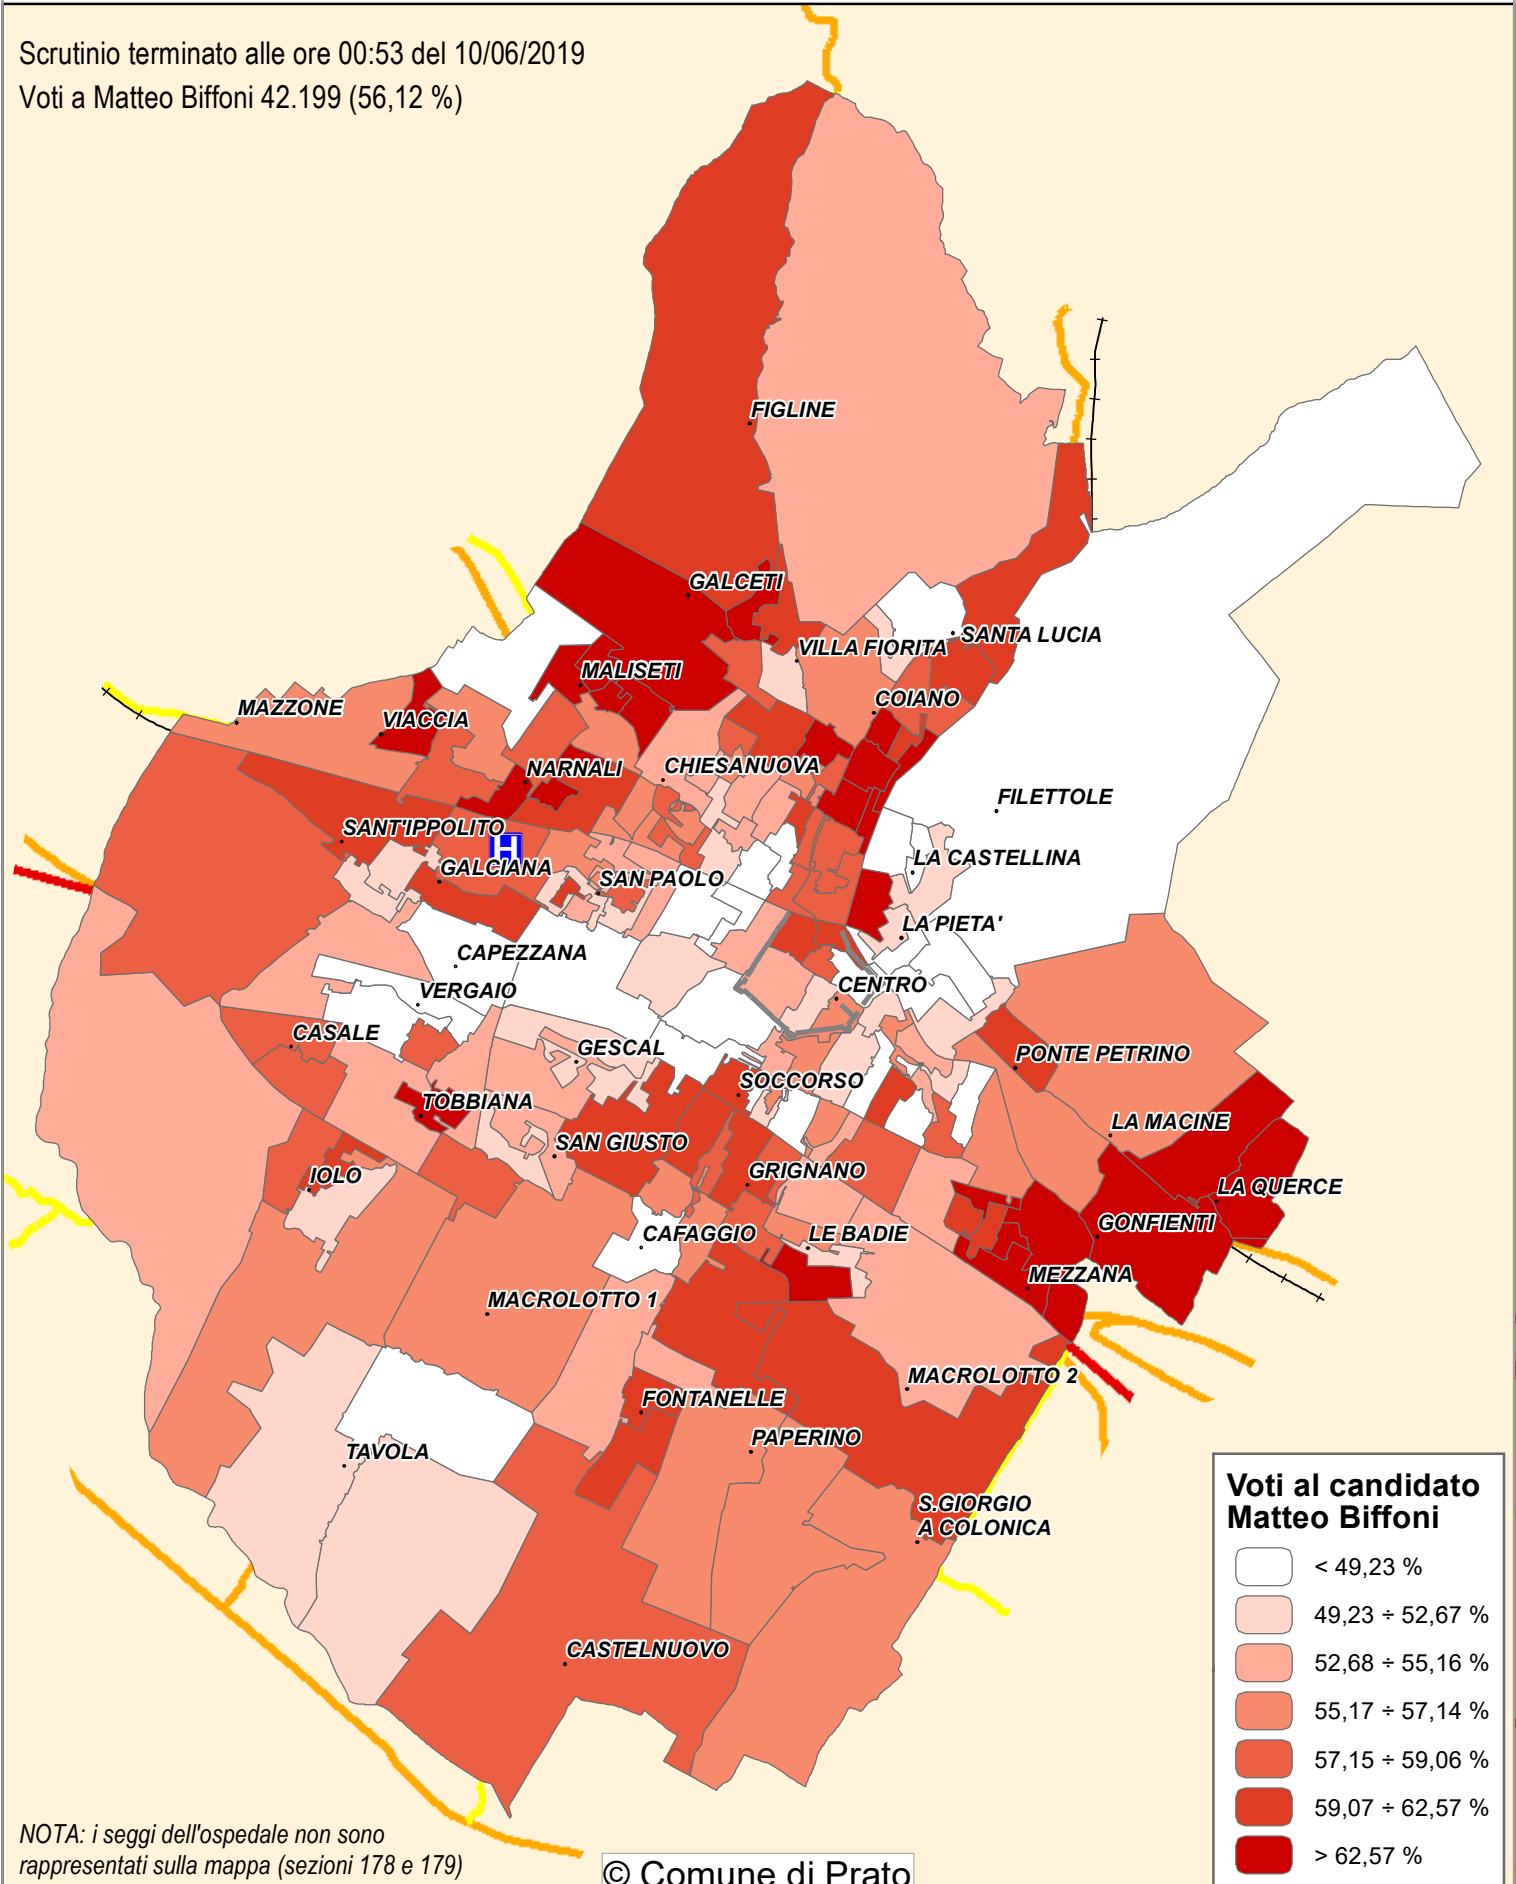 Scrutinio terminato alle ore 00:53 del 10/06/2019
Voti a Matteo Biffoni 42.199 (56,12 %)
FIGLINE
GALCETI
SANTA LUCIA
VILLA FIORITA
MALISETI
COIANO
MAZZONE
VIACCIA
NARNALI
CHIESANUOVA
FILETTOLE
SANT'IPPOLITO
H
LA CASTELLINA
GALCIANA
SAN PAOLO
LA PIETA'
CAPEZZANA
CENTRO
VERGAIO
CASALE
GESCAL
PONTE PETRINO
SOCCORSO
TOBBIANA
LA MACINE
SAN GIUSTO
IOLO
GRIGNANO
LA QUERCE
GONFIENTI
CAFAGGIO
LE BADIE
MEZZANA
MACROLOTTO 1
MACROLOTTO 2
FONTANELLE
PAPERINO
TAVOLA
S.GIORGIO
A COLONICA
CASTELNUOVO
Voti al candidato
Matteo Biffoni
< 49,23 %
49,23 ÷ 52,67 %
52,68 ÷ 55,16 %
55,17 ÷ 57,14 %
57,15 ÷ 59,06 %
59,07 ÷ 62,57 %
> 62,57 %
NOTA: i seggi dell'ospedale non sono
rappresentati sulla mappa (sezioni 178 e 179)
© Comune di Prato